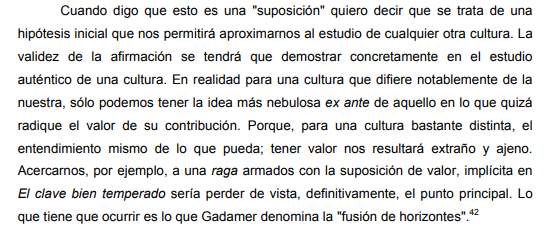 Cuando digo que esto es una "suposición" quiero decir que se trata de una
hipótesis inicial que nos permitirá aproximarnos al estudio de cualquier otra cultura. La
validez de la afirmación se tendrá que demostrar concretamente en el estudio
auténtico de una cultura. En realidad para una cultura que difiere notablemente de la
nuestra, sólo podemos tener la idea más nebulosa ex ante de aquello en lo que quizá
radique el valor de su contribución. Porque, para una cultura bastante distinta, el
entendimiento mismo de lo que pueda; tener valor nos resultará extraño y ajeno.
Acercarnos, por ejemplo, a una raga armados con la suposición de valor, implícita en
El clave bien temperado sería perder de vista, definitivamente, el punto principal. Lo
que tiene que ocurrir es lo que Gadamer denomina la "fusión de horizontes".42